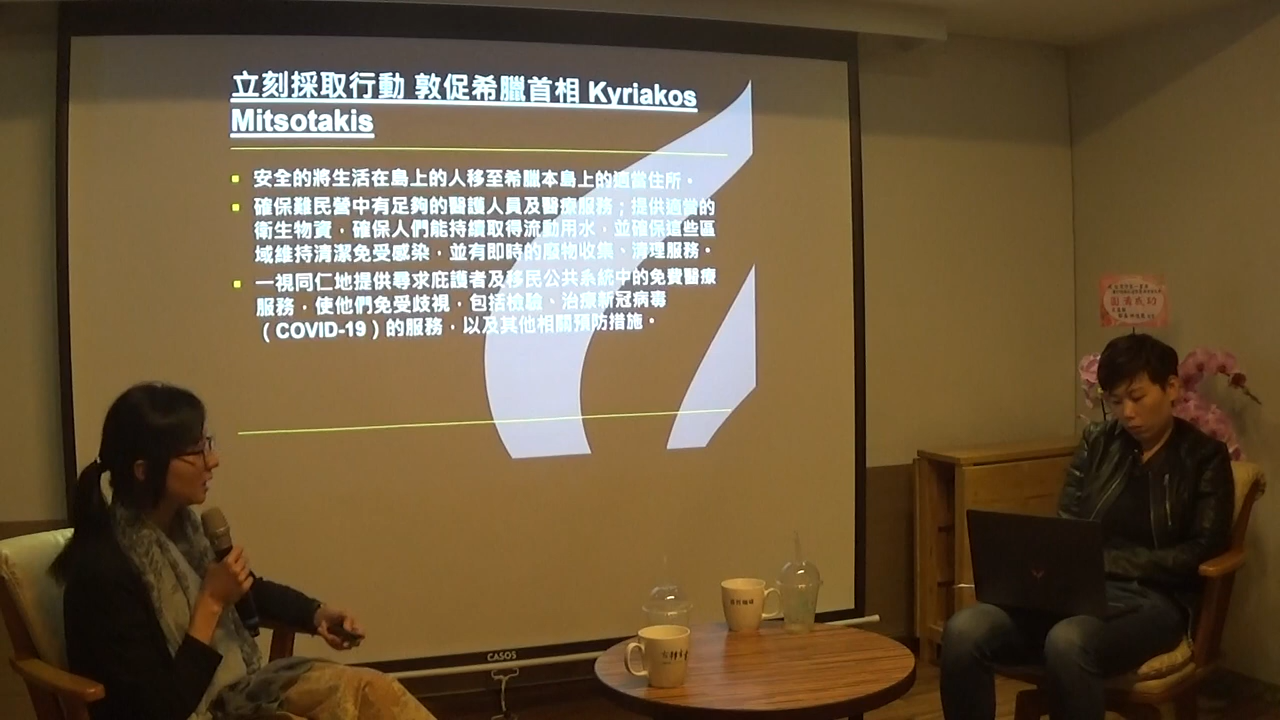 立刻採取行動 敦促希臘首相 Kyriakos
Mitsotakis
安全的將生活在島上的人移至希臘本島上的適當住所。
確保難民營中有足夠的醫護人員及醫療服務；提供適當的
衛生物資，確保人們能持續取得流動用水，並確保這些區
域維持清潔免受感染，並有即時的廢物收集、清理服務。
一視同仁地提供尋求庇護者及移民公共系統中的免費醫療
服務，使他們免受歧視，包括檢驗、治療新冠病毒
（COVID-19）的服務，以及其他相關預防措施。
圓滿成功
CASOS